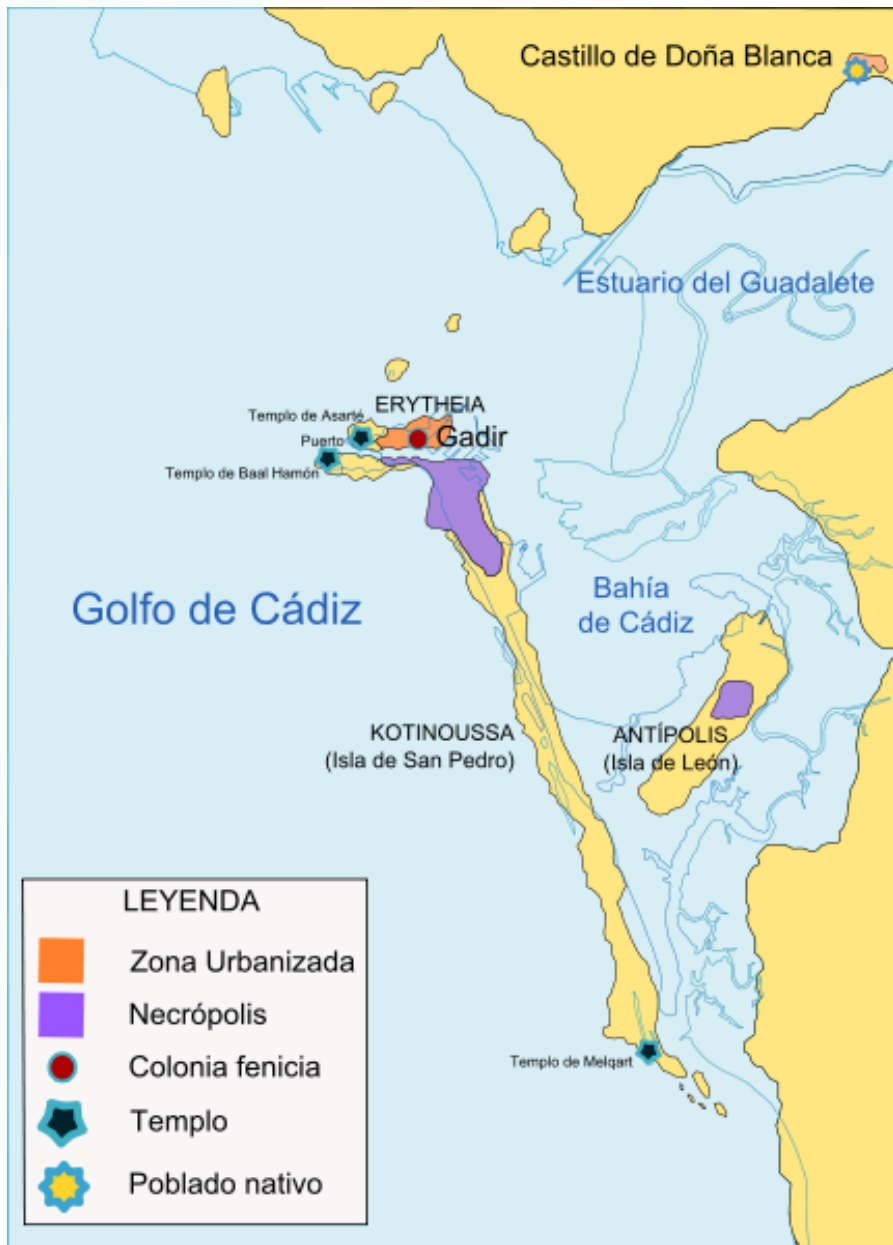 Castillo de Doña Blanca
Estuario del Guadalete
ERYTHEIA
Templo de Asarté
Puerto
Gadir
Templo de Baal Hamón
Golfo de Cádiz
Bahía
de Cádiz
KOTINOUSSA
(Isla de San Pedro)
ANTÍPOLIS
(Isla de León)
Templo de Melqart
LEYENDA
Zona Urbanizada
Necrópolis
Colonia fenicia
Templo
Poblado nativo